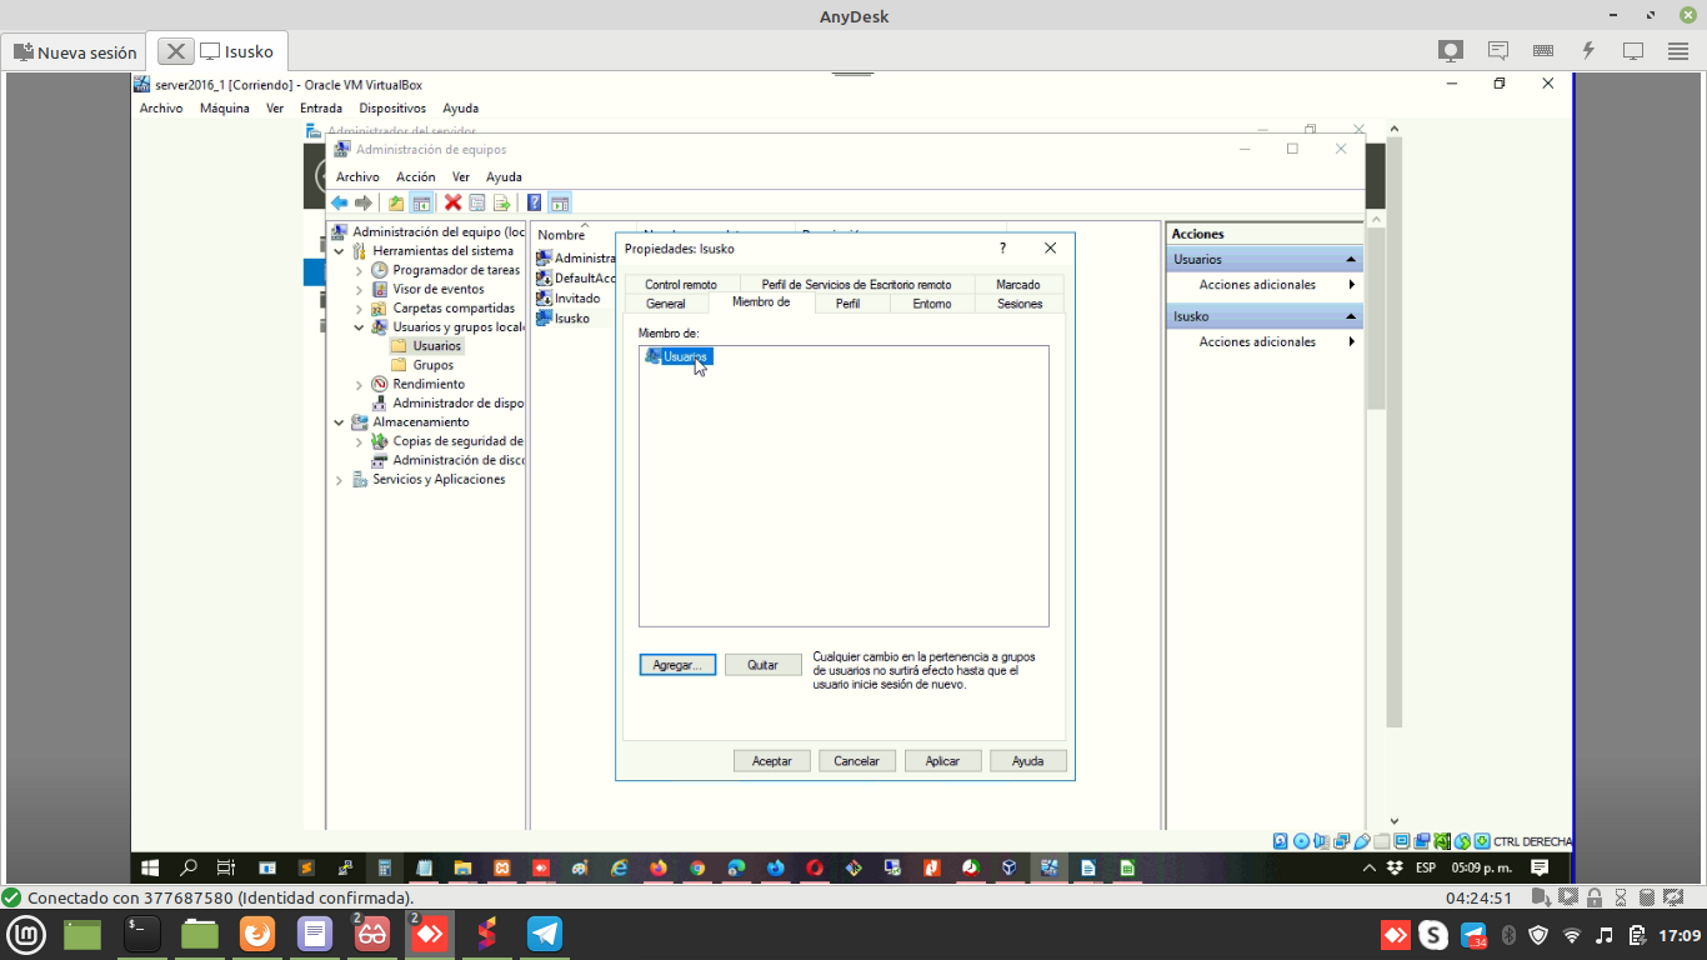 AnyDesk
Nueva sesión
Isusko
server2016_1 [Corriendo] - Oracle VM VirtualBox
Archivo Máquina Ver Entrada Dispositivos Ayuda
Administrador del servidor
Administración de equipos
Archivo Acción Ver Ayuda
Administración del equipo (loc
Herramientas del sistema
Programador de tareas
Visor de eventos
Carpetas compartidas
Usuarios y grupos locale
Usuarios
Grupos
Rendimiento
Administrador de dispo
Almacenamiento
Copias de seguridad de
Administración de disco
Servicios y Aplicaciones
Nombre
Administra
DefaultAcc
Invitado
Isusko
Propiedades: Isusko
?
Control remoto Perfil de Servicios de Escritorio remoto Marcado
General Miembro de Perfil Entorno Sesiones
Miembro de:
Usuarios
Agregar... Quitar
Cualquier cambio en la pertenencia a grupos
de usuarios no surtirá efecto hasta que el
usuario inicie sesión de nuevo.
Aceptar Cancelar Aplicar Ayuda
Acciones
Usuarios
Acciones adicionales
Isusko
Acciones adicionales
CTRL DERECHA
ESP 05:09 p. m.
Conectado con 377687580 (Identidad confirmada).
04:24:51
2
2
34
17:09